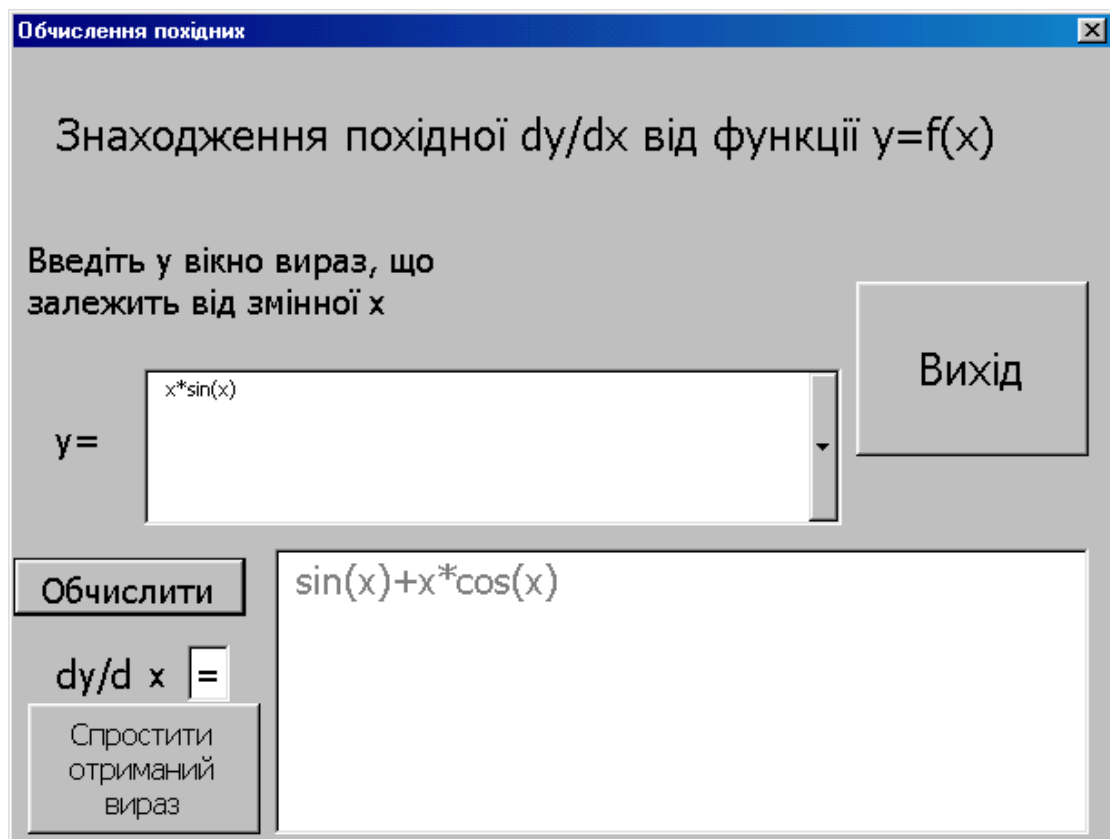 Обчислення похідних
Знаходження похідної dy/dx від функції y=f(x)
Введіть у вікно вираз, що
залежить від змінної x
Вихід
y=
x*sin(x)
Обчислити
sin(x)+x*cos(x)
dy/d x =
Спростити
отриманий
вираз